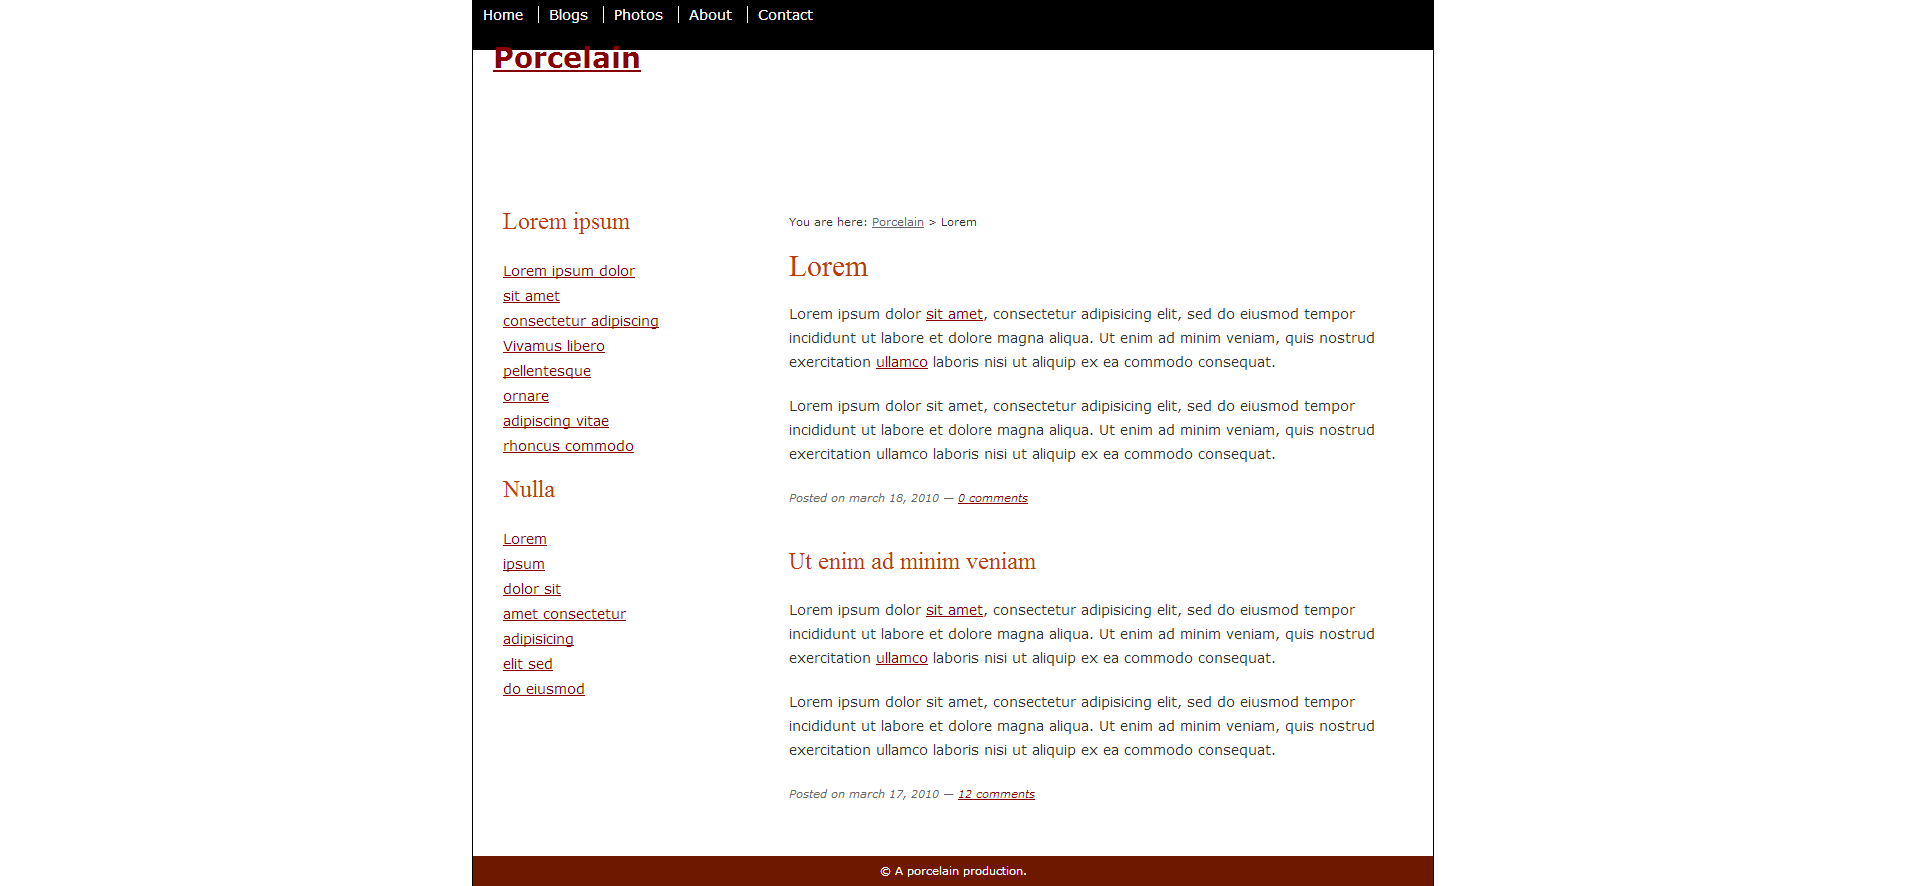 Home
Blogs
Photos
About
Contact
Porcelain
Lorem ipsum
Lorem ipsum dolor
sit amet
consectetur adipiscing
Vivamus libero
pellentesque
ornare
adipiscing vitae
rhoncus commodo
Nulla
Lorem
ipsum
dolor sit
amet consectetur
adipisicing
elit sed
do eiusmod
You are here: Porcelain > Lorem
Lorem
Lorem ipsum dolor sit amet, consectetur adipisicing elit, sed do eiusmod tempor
incididunt ut labore et dolore magna aliqua. Ut enim ad minim veniam, quis nostrud
exercitation ullamco laboris nisi ut aliquip ex ea commodo consequat.
Lorem ipsum dolor sit amet, consectetur adipisicing elit, sed do eiusmod tempor
incididunt ut labore et dolore magna aliqua. Ut enim ad minim veniam, quis nostrud
exercitation ullamco laboris nisi ut aliquip ex ea commodo consequat.
Posted on march 18, 2010 — 0 comments
Ut enim ad minim veniam
Lorem ipsum dolor sit amet, consectetur adipisicing elit, sed do eiusmod tempor
incididunt ut labore et dolore magna aliqua. Ut enim ad minim veniam, quis nostrud
exercitation ullamco laboris nisi ut aliquip ex ea commodo consequat.
Lorem ipsum dolor sit amet, consectetur adipisicing elit, sed do eiusmod tempor
incididunt ut labore et dolore magna aliqua. Ut enim ad minim veniam, quis nostrud
exercitation ullamco laboris nisi ut aliquip ex ea commodo consequat.
Posted on march 17, 2010 — 12 comments
© A porcelain production.